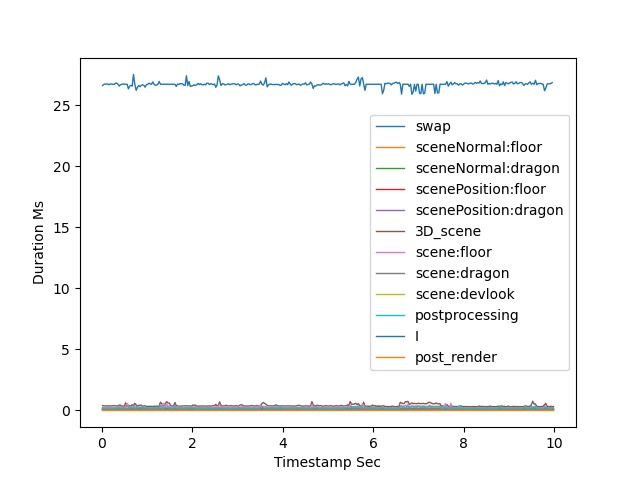 25
20
15
10
5
0
Duration Ms
swap
sceneNormal:floor
sceneNormal:dragon
scenePosition:floor
scenePosition:dragon
3D_scene
scene:floor
scene:dragon
scene:devlook
postprocessing
I
post_render
0 2 4 6 8 10
Timestamp Sec